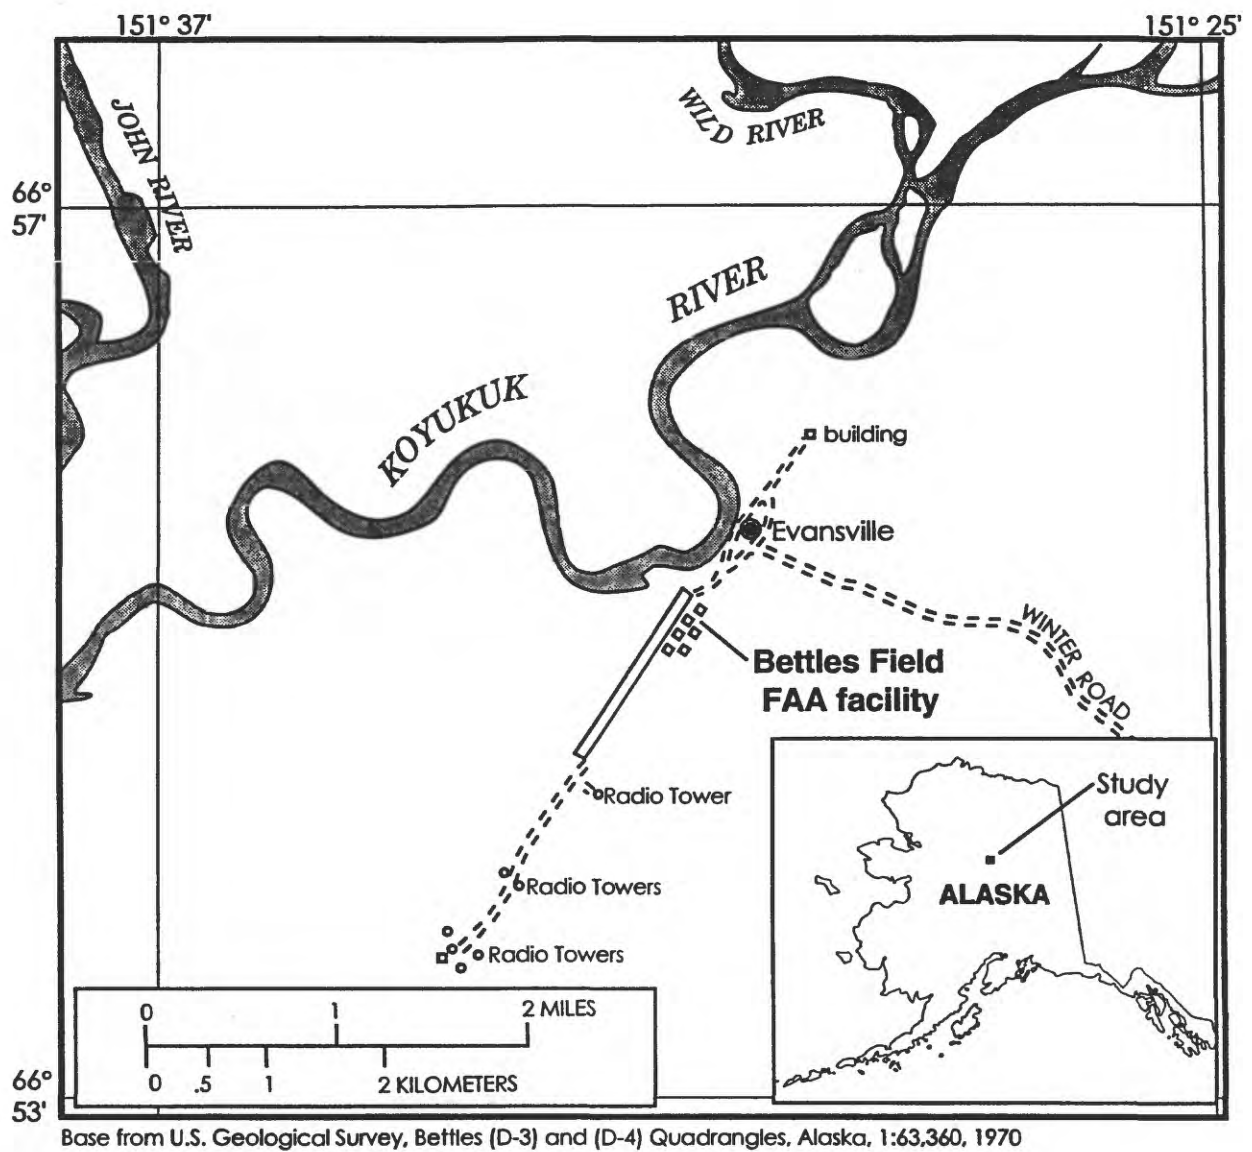 151° 37'
151° 25'
JOHN RIVER
WILD RIVER
66°
57'
RIVER
KOYUKUK
building
Evansville
WINTER ROAD
Bettles Field
FAA facility
Radio Tower
Study
area
ALASKA
Radio Towers
Radio Towers
0 1 2 MILES
0 .5 1 2 KILOMETERS
66°
53'
Base from U.S. Geological Survey, Bettles (D-3) and (D-4) Quadrangles, Alaska, 1:63,360, 1970